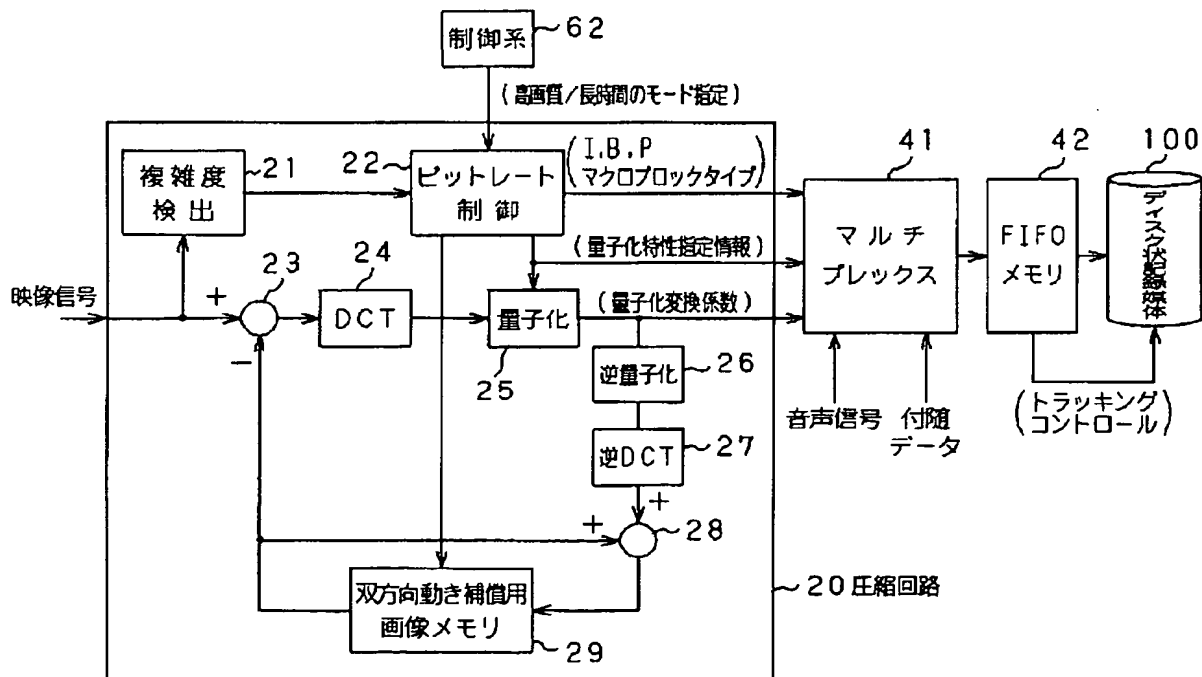 制御系
62
(高画質/長時間のモード指定)
複雑度
検出
21
22
ビットレート
制御
(I.B.P
マクロブロックタイプ)
41
42
100
マルチ
プレックス
FIFO
メモリ
ディスク状記録媒体
(量子化特性指定情報)
映像信号
+
23
−
24
DCT
量子化
25
(量子化変換係数)
逆量子化
26
逆DCT
27
音声信号
付随
データ
(トラッキング
コントロール)
+
+
28
双方向動き補償用
画像メモリ
29
20圧縮回路